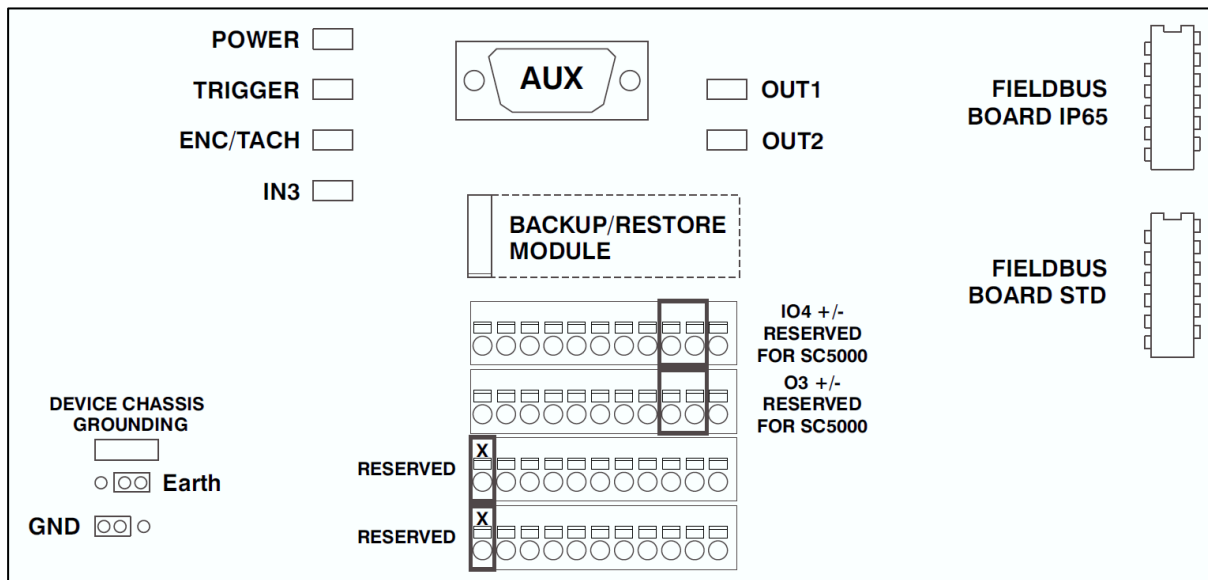 POWER
TRIGGER
ENC/TACH
IN3
AUX
OUT1
OUT2
FIELDBUS
BOARD IP65
BACKUP/RESTORE
MODULE
FIELDBUS
BOARD STD
IO4 +/-
RESERVED
FOR SC5000
O3 +/-
RESERVED
FOR SC5000
DEVICE CHASSIS
GROUNDING
Earth
GND
X
RESERVED
X
RESERVED